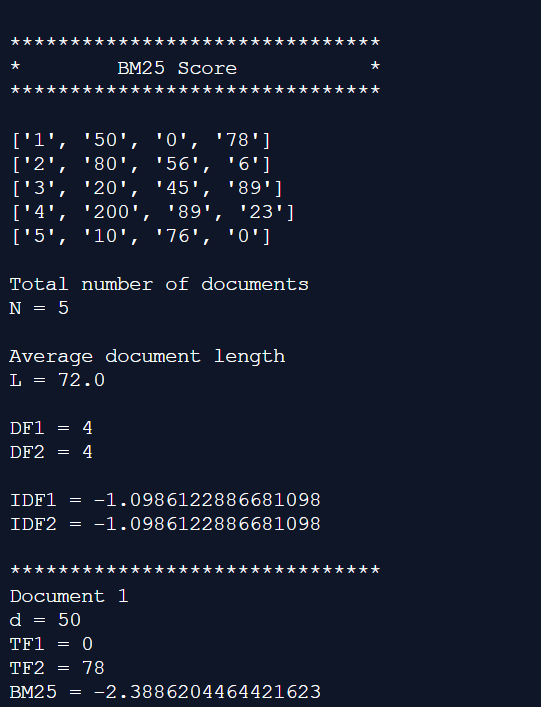 *******************************
* BM25 Score *
*******************************
['1', '50', '0', '78']
['2', '80', '56', '6']
['3', '20', '45', '89']
['4', '200', '89', '23']
['5', '10', '76', '0']
Total number of documents
N = 5
Average document length
L = 72.0
DF1 = 4
DF2 = 4
IDF1 = -1.0986122886681098
IDF2 = -1.0986122886681098
*******************************
Document 1
d = 50
TF1 = 0
TF2 = 78
BM25 = -2.3886204464421623